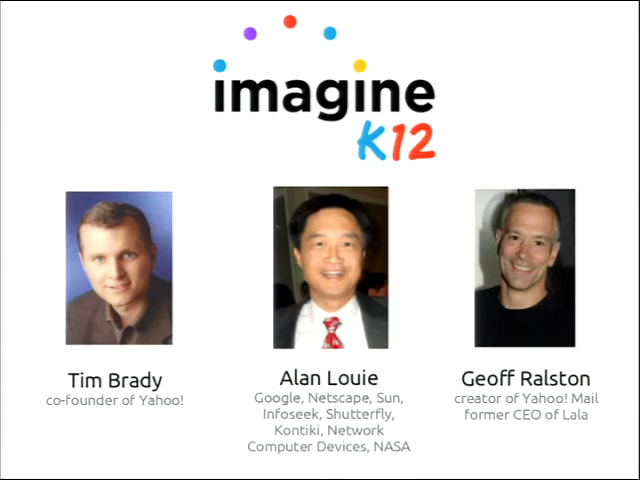 imagine
K12
Tim Brady
co-founder of Yahoo!
Alan Louie
Google, Netscape, Sun,
Infoseek, Shutterfly,
Kontiki, Network
Computer Devices, NASA
Geoff Ralston
creator of Yahoo! Mail
former CEO of Lala